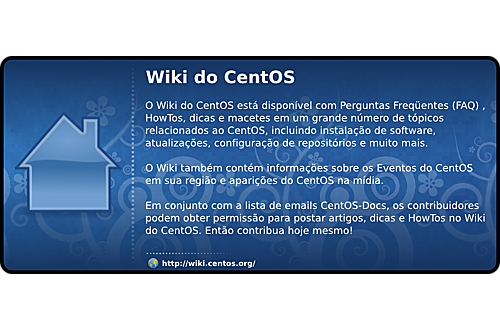 Wiki do CentOS
O Wiki do CentOS está disponível com Perguntas Freqüentes (FAQ) ,
HowTos, dicas e macetes em um grande número de tópicos
relacionados ao CentOS, incluindo instalação de software,
atualizações, configuração de repositórios e muito mais.
O Wiki também contém informações sobre os Eventos do CentOS
em sua região e aparições do CentOS na mídia.
Em conjunto com a lista de emails CentOS-Docs, os contribuidores
podem obter permissão para postar artigos, dicas e HowTos no Wiki
do CentOS. Então contribua hoje mesmo!
http://wiki.centos.org/